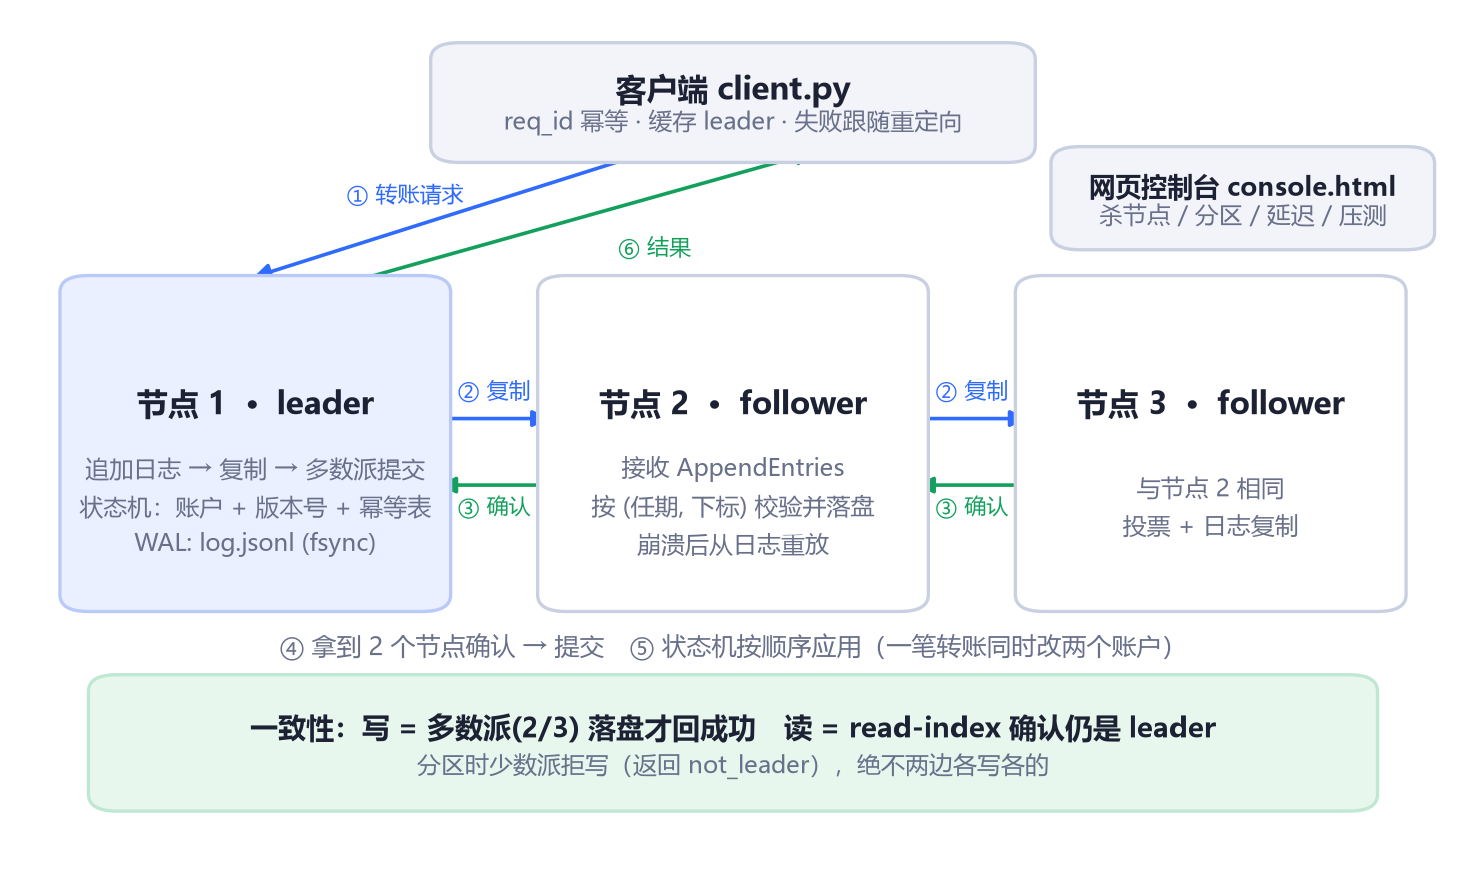 客户端 client.py
req_id 幂等 · 缓存 leader · 失败跟随重定向
网页控制台 console.html
杀节点 / 分区 / 延迟 / 压测
① 转账请求
⑥ 结果
节点 1 • leader
追加日志 → 复制 → 多数派提交
状态机：账户 + 版本号 + 幂等表
WAL: log.jsonl (fsync)
② 复制
③ 确认
节点 2 • follower
接收 AppendEntries
按 (任期, 下标) 校验并落盘
崩溃后从日志重放
② 复制
③ 确认
节点 3 • follower
与节点 2 相同
投票 + 日志复制
④ 拿到 2 个节点确认 → 提交 ⑤ 状态机按顺序应用（一笔转账同时改两个账户）
一致性：写 = 多数派(2/3) 落盘才回成功 读 = read-index 确认仍是 leader
分区时少数派拒写（返回 not_leader），绝不两边各写各的